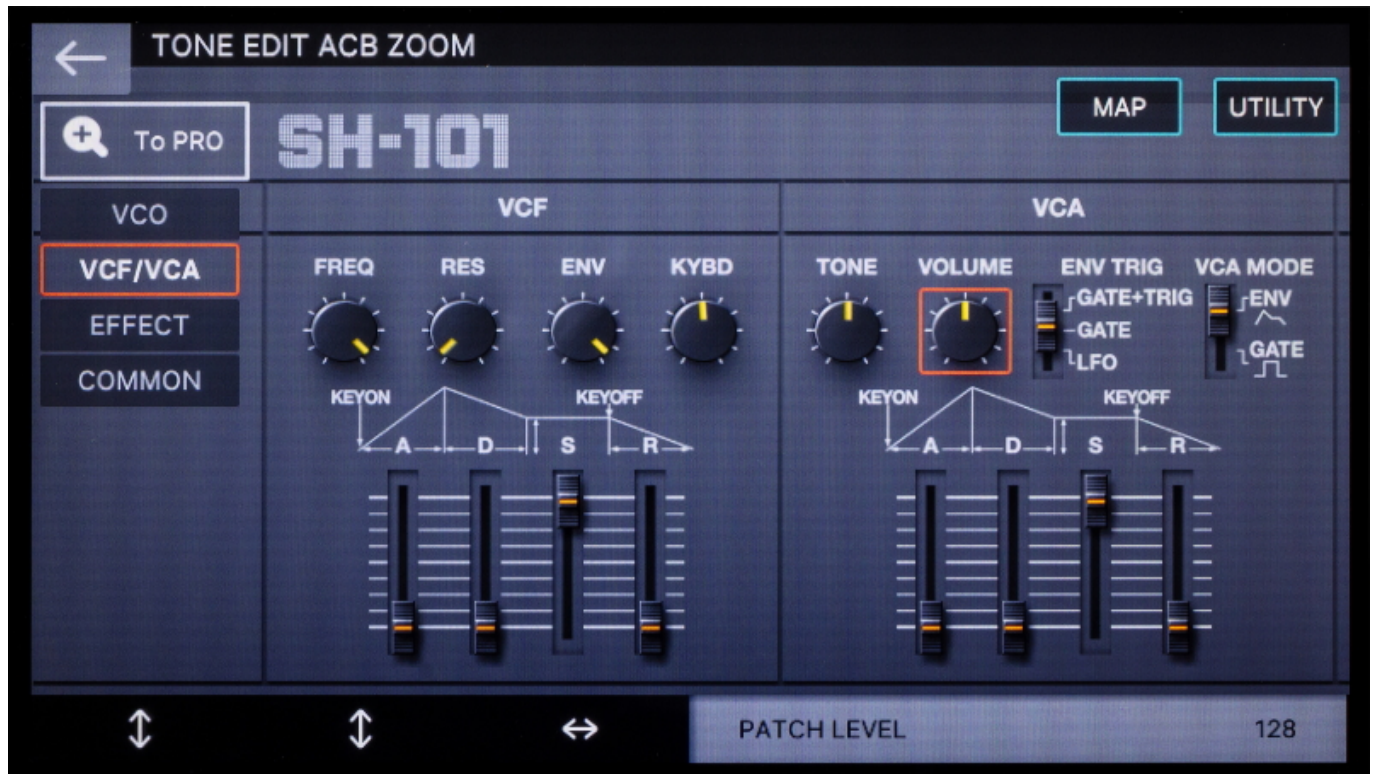 TONE EDIT ACB ZOOM
MAP
UTILITY
To PRO
SH-101
VCO
VCF/VCA
EFFECT
COMMON
VCF
FREQ RES ENV KYBD
KEYON KEYOFF
A D S R
VCA
TONE VOLUME ENV TRIG VCA MODE
GATE+TRIG
GATE
LFO
ENV
GATE
KEYON KEYOFF
A D S R
PATCH LEVEL 128